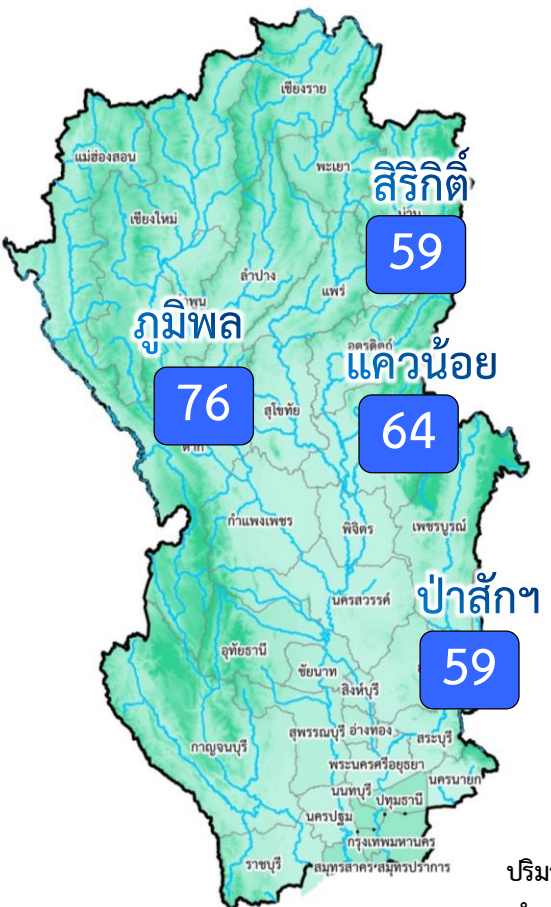 เชียงราย
แม่ฮ่องสอน
พะเยา
สิริกิติ์
น่าน
เชียงใหม่
59
ลำปาง
แพร่
ภูมิพล
อุตรดิตถ์
แควน้อย
76
สุโขทัย
64
ตาก
กำแพงเพชร
พิจิตร
เพชรบูรณ์
นครสวรรค์
ป่าสักฯ
59
อุทัยธานี
ชัยนาท
สิงห์บุรี
สุพรรณบุรี อ่างทอง
สระบุรี
กาญจนบุรี
พระนครศรีอยุธยา
นครนายก
นนทบุรี
ปทุมธานี
นครปฐม
กรุงเทพมหานคร
ราชบุรี
สมุทรสาคร สมุทรปราการ